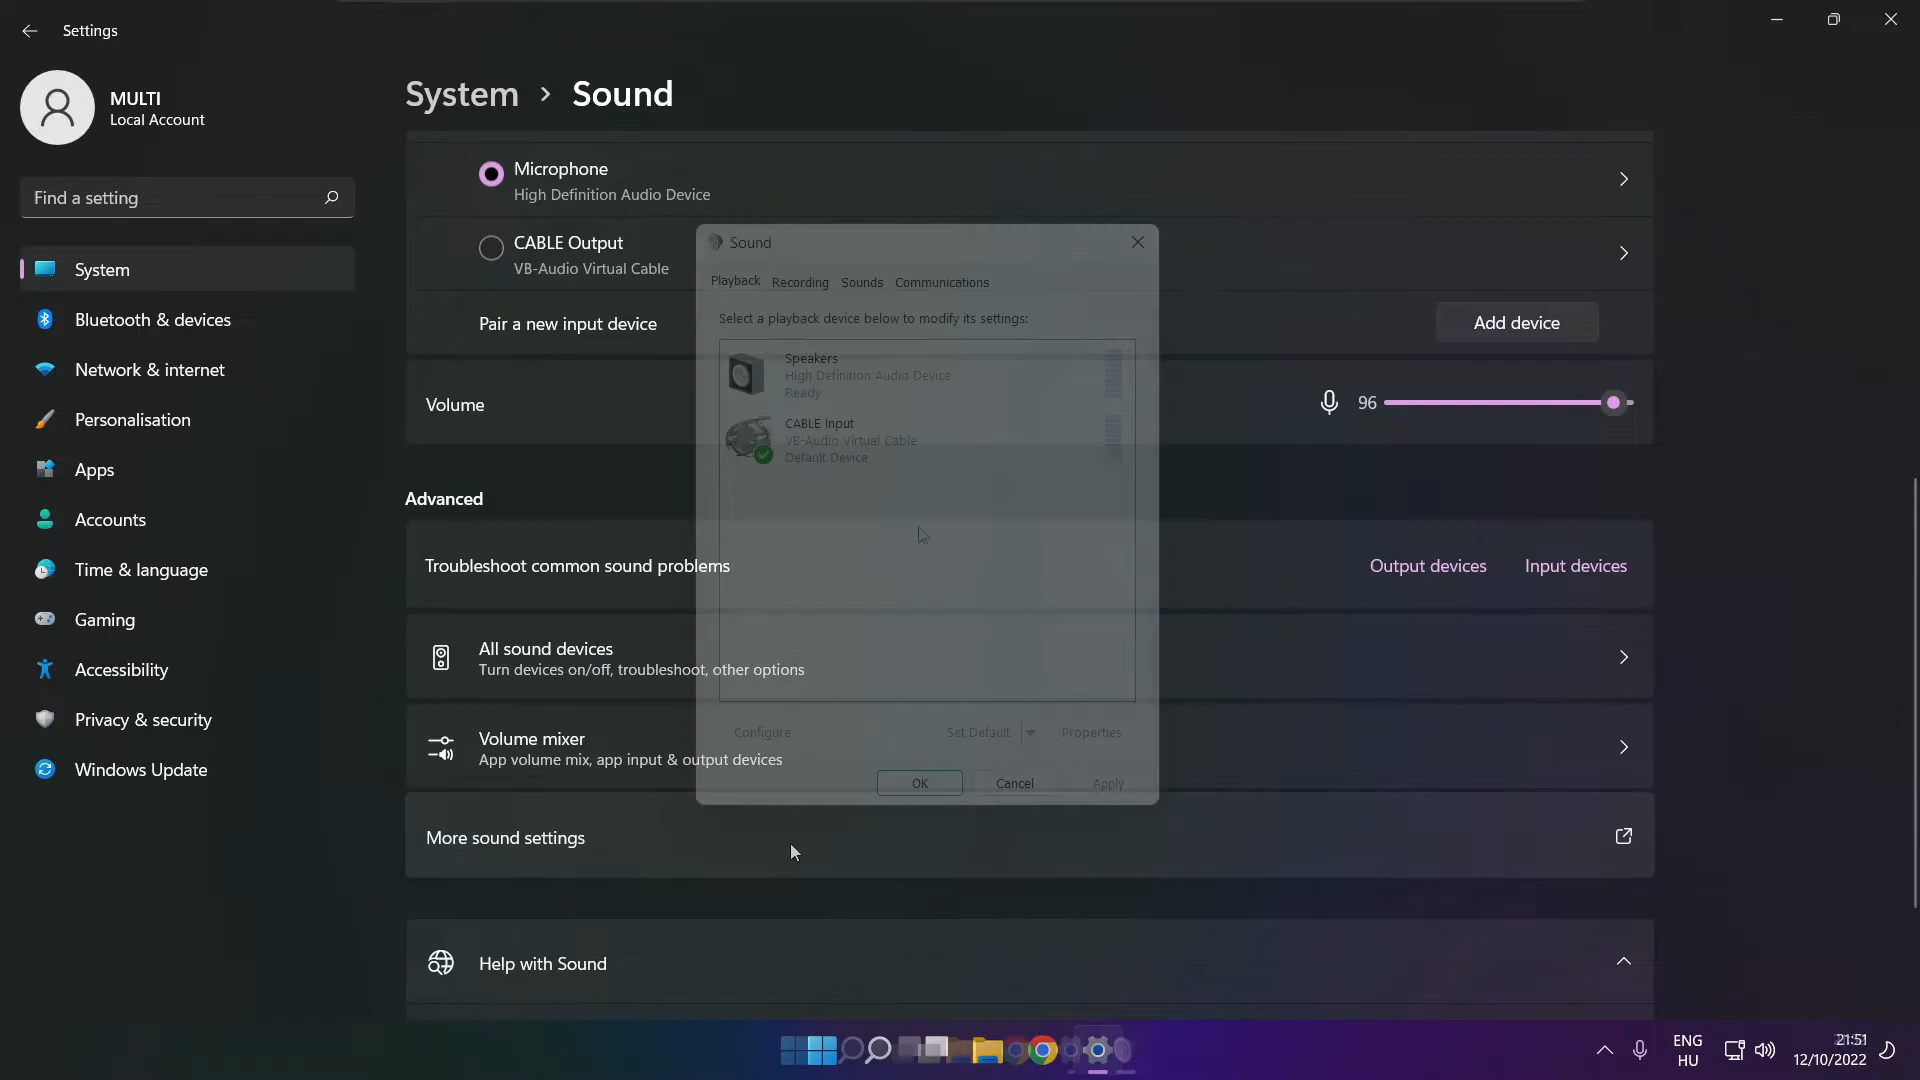 Settings
MULTI
Local Account
Find a setting
System
Bluetooth & devices
Network & internet
Personalisation
Apps
Accounts
Time & language
Gaming
Accessibility
Privacy & security
Windows Update
System > Sound
Microphone
High Definition Audio Device
CABLE Output
VB-Audio Virtual Cable
Pair a new input device
Add device
Volume
96
Advanced
Troubleshoot common sound problems
Output devices
Input devices
All sound devices
Turn devices on/off, troubleshoot, other options
Volume mixer
App volume mix, app input & output devices
More sound settings
Help with Sound
Sound
Playback Recording Sounds Communications
Select a playback device below to modify its settings:
Speakers
High Definition Audio Device
Ready
CABLE Input
VB-Audio Virtual Cable
Default Device
Configure
Set Default
Properties
OK
Cancel
Apply
ENG
HU
21:51
12/10/2022